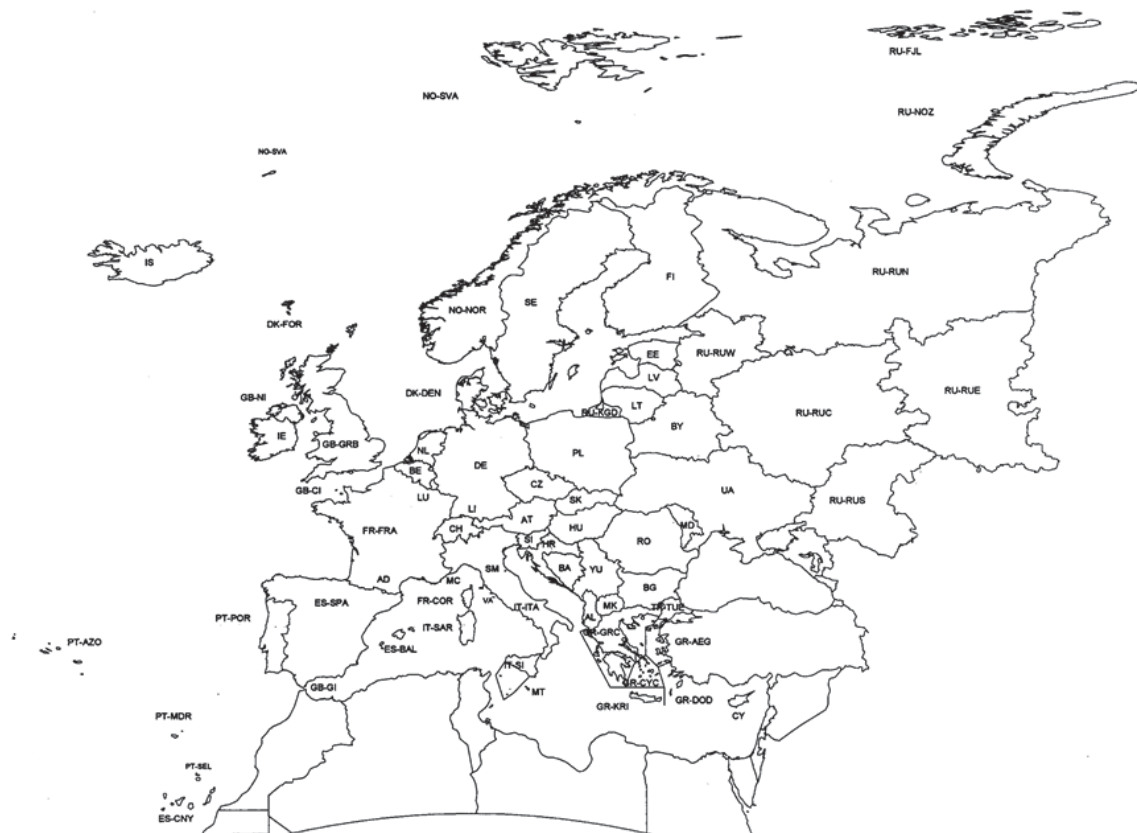 RU-FJL
NO-SVA
RU-NOZ
NO-SVA
IS
RU-RUN
FI
NO-NOR
SE
DK-FOR
EE
RU-RUW
LV
DK-DEN
GB-NI
RU-RUE
LT
RU-KGD
RU-RUC
BY
IE
GB-GRB
NL
PL
DE
BE
CZ
GB-CI
LU
SK
UA
RU-RUS
LI
AT
CH
FR-FRA
HU
MD
SI
HR
RO
BA
SM
YU
AD
MC
BG
ES-SPA
FR-COR
VA
IT-ITA
MK
PT-POR
AL
IT-SAR
GR-GRC
GR-AEG
PT-AZO
ES-BAL
IT-SI
GR-CYC
GB-GI
MT
GR-DOD
GR-KRI
CY
PT-MDR
PT-SEL
ES-CNY